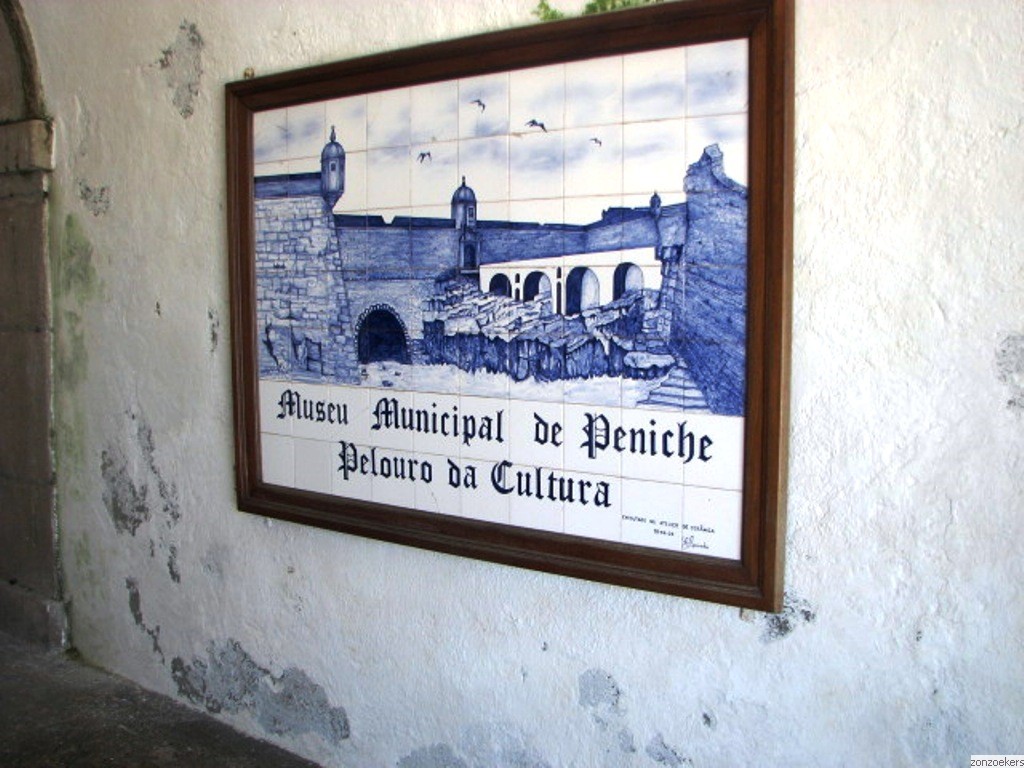 Museu Municipal de Peniche
Pelouro da Cultura
zonzoekers